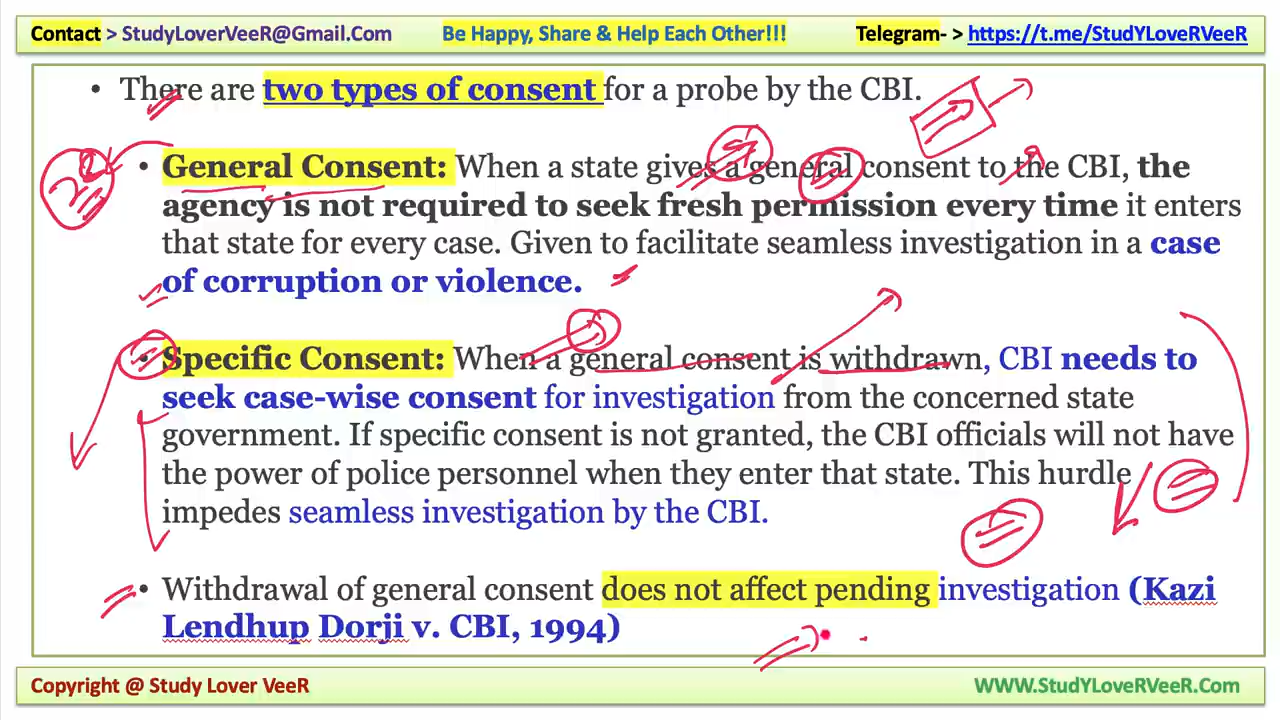 Contact > StudyLoverVeeR@Gmail.Com Be Happy, Share & Help Each Other!!! Telegram- > https://t.me/StudYLoveRVeeR
• There are two types of consent for a probe by the CBI.
• General Consent: When a state gives a general consent to the CBI, the
agency is not required to seek fresh permission every time it enters
that state for every case. Given to facilitate seamless investigation in a case
of corruption or violence.
• Specific Consent: When a general consent is withdrawn, CBI needs to
seek case-wise consent for investigation from the concerned state
government. If specific consent is not granted, the CBI officials will not have
the power of police personnel when they enter that state. This hurdle
impedes seamless investigation by the CBI.
• Withdrawal of general consent does not affect pending investigation (Kazi
Lendhup Dorji v. CBI, 1994)
Copyright @ Study Lover VeeR WWW.StudYLoveRVeeR.Com